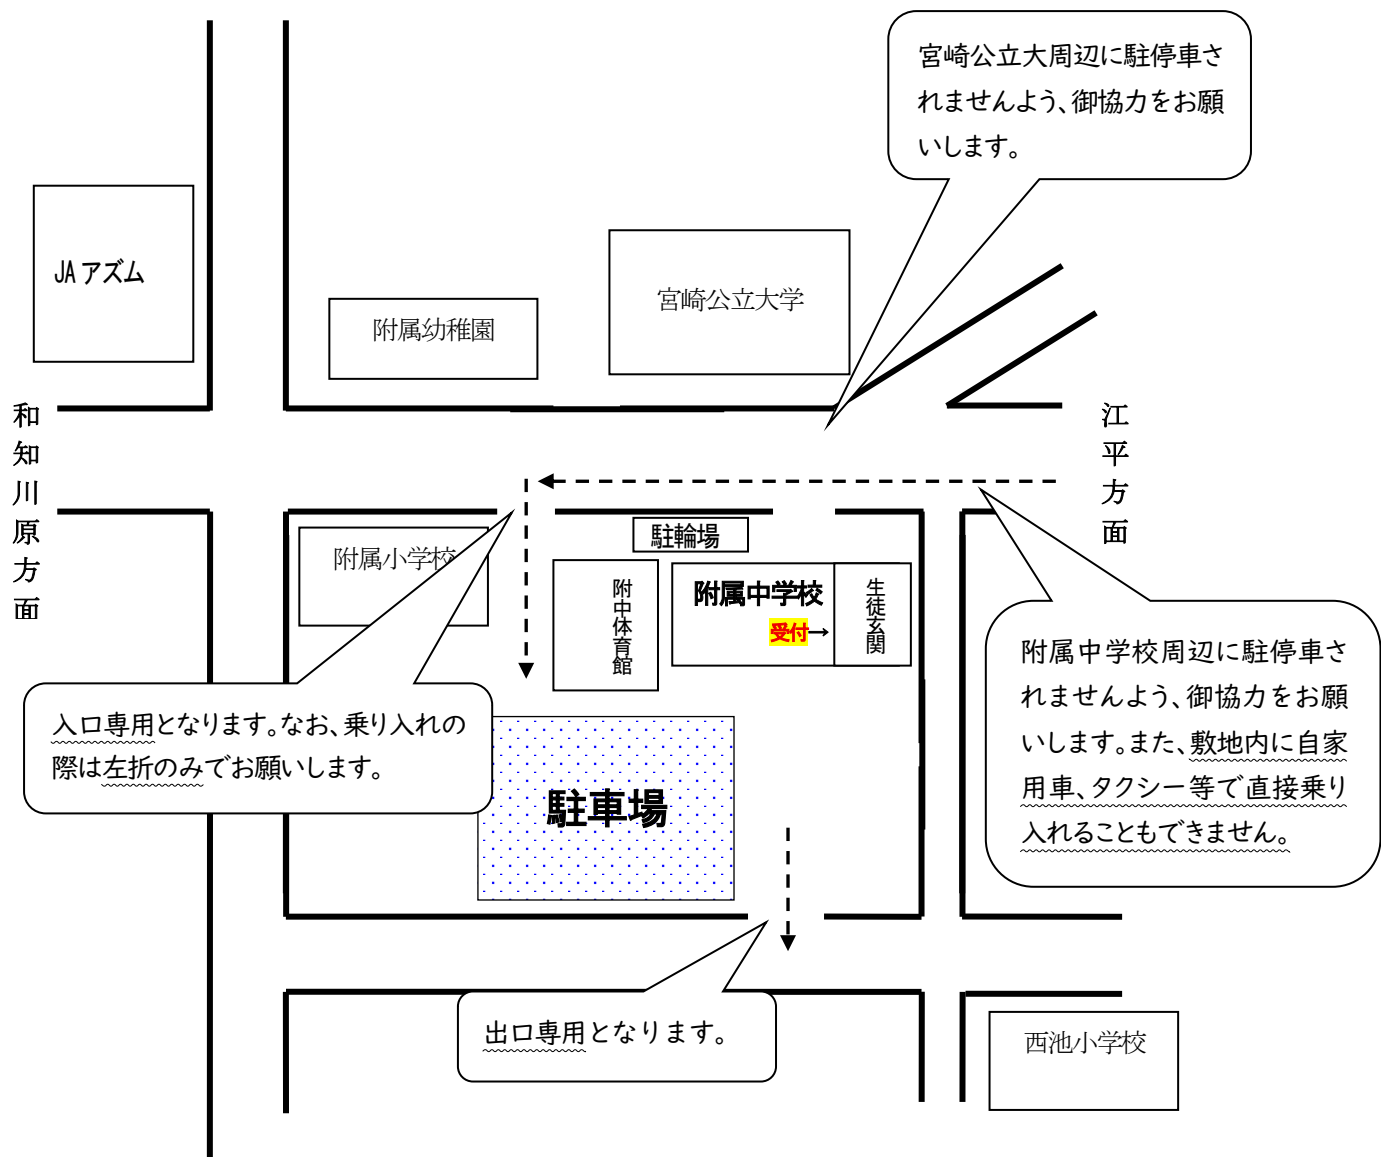 宮崎公立大周辺に駐停車さ
れませんよう、御協力をお願
いします。
JAアズム
宮崎公立大学
附属幼稚園
和知川原方面
江平方面
駐輪場
附属小学校
附中体育館
附属中学校
受付→
生徒玄関
附属中学校周辺に駐停車さ
れませんよう、御協力をお願
いします。また、敷地内に自家
用車、タクシー等で直接乗り
入れることもできません。
入口専用となります。なお、乗り入れの
際は左折のみでお願いします。
駐車場
出口専用となります。
西池小学校